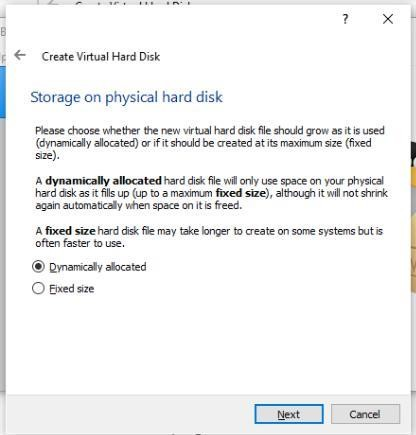 ?
Create Virtual Hard Disk
Storage on physical hard disk
Please choose whether the new virtual hard disk file should grow as it is used
(dynamically allocated) or if it should be created at its maximum size (fixed
size).
A dynamically allocated hard disk file will only use space on your physical
hard disk as it fills up (up to a maximum fixed size), although it will not shrink
again automatically when space on it is freed.
A fixed size hard disk file may take longer to create on some systems but is
often faster to use.
Dynamically allocated
Fixed size
Next
Cancel